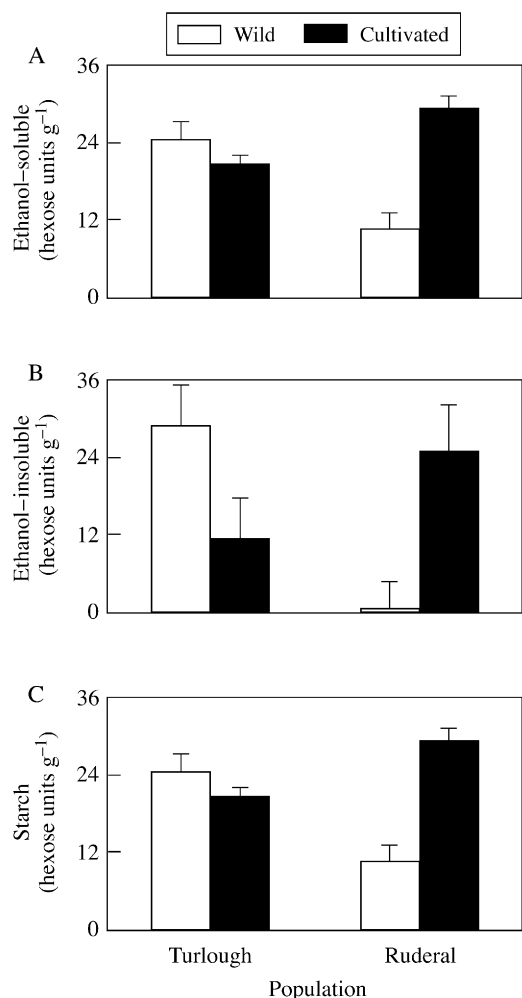 Wild Cultivated
A
Ethanol–soluble
(hexose units g⁻¹)
36
24
12
0
B
Ethanol–insoluble
(hexose units g⁻¹)
36
24
12
0
C
Starch
(hexose units g⁻¹)
36
24
12
0
Turlough Ruderal
Population